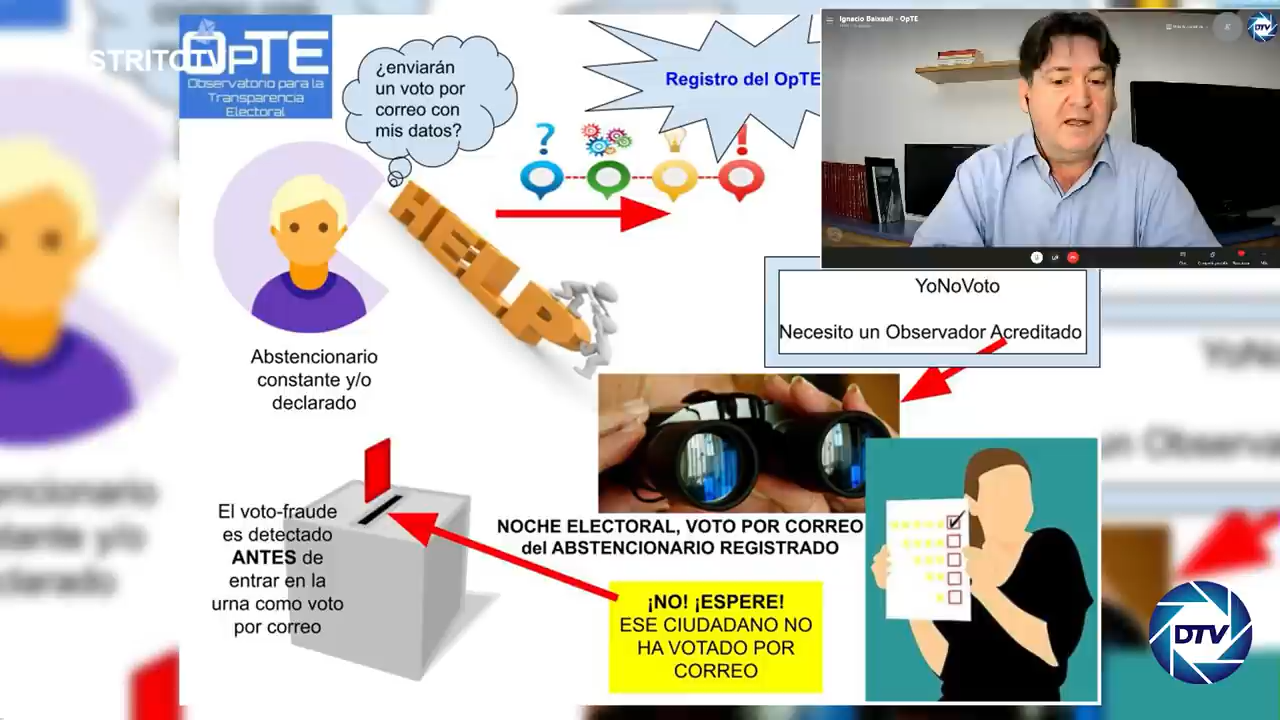 STRITOTV
OpTE
Observatorio para la
Transparencia
Electoral
¿enviarán
un voto por
correo con
mis datos?
Registro del OpTE
Ignacio Baixauli - OpTE
DTV
?
!
HELP
YoNoVoto
Necesito un Observador Acreditado
Abstencionario
constante y/o
declarado
El voto-fraude
es detectado
ANTES de
entrar en la
urna como voto
por correo
NOCHE ELECTORAL, VOTO POR CORREO
del ABSTENCIONARIO REGISTRADO
¡NO! ¡ESPERE!
ESE CIUDADANO NO
HA VOTADO POR
CORREO
DTV